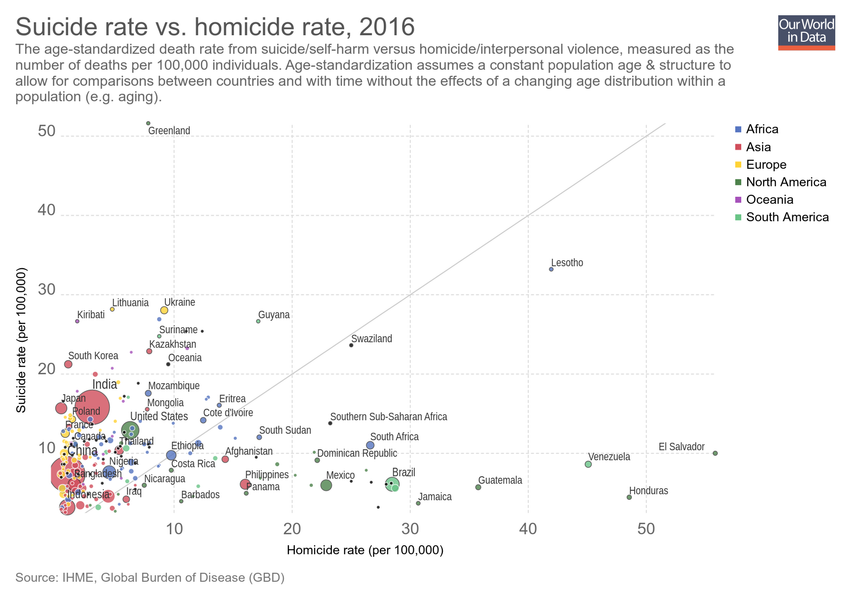 Suicide rate vs. homicide rate, 2016
Our World
in Data
The age-standardized death rate from suicide/self-harm versus homicide/interpersonal violence, measured as the
number of deaths per 100,000 individuals. Age-standardization assumes a constant population age & structure to
allow for comparisons between countries and with time without the effects of a changing age distribution within a
population (e.g. aging).
50
Greenland
Africa
Asia
Europe
North America
Oceania
South America
40
Lesotho
30
Lithuania
Ukraine
Kiribati
Guyana
Suriname
Swaziland
Kazakhstan
South Korea
Oceania
20
India
Mozambique
Japan
Mongolia
Eritrea
Poland
United States
Cote d'Ivoire
Southern Sub-Saharan Africa
France
Canada
Thailand
South Sudan
South Africa
10
China
Ethiopia
Afghanistan
Dominican Republic
El Salvador
Nigeria
Costa Rica
Venezuela
Bangladesh
Nicaragua
Philippines
Mexico
Brazil
Guatemala
Indonesia
Iraq
Barbados
Panama
Jamaica
Honduras
10
20
30
40
50
Suicide rate (per 100,000)
Homicide rate (per 100,000)
Source: IHME, Global Burden of Disease (GBD)